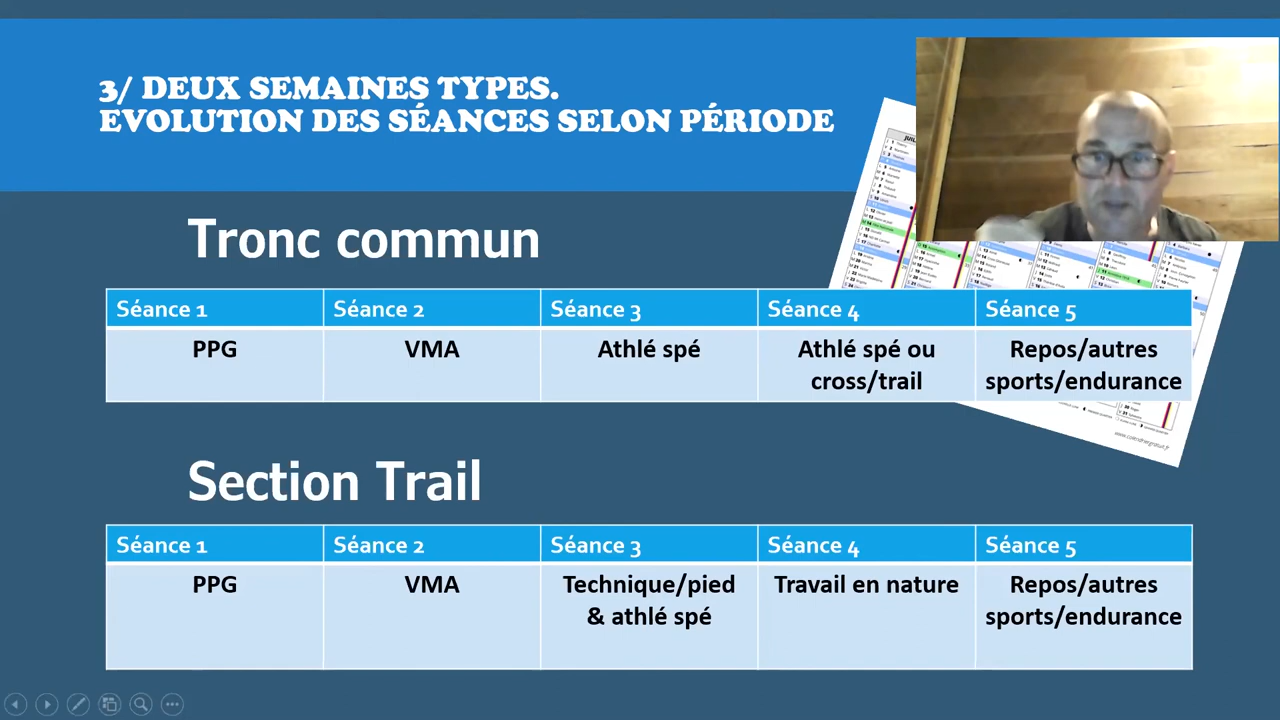 3/ DEUX SEMAINES TYPES.
EVOLUTION DES SÉANCES SELON PÉRIODE
Tronc commun
Séance 1 Séance 2 Séance 3 Séance 4 Séance 5
PPG VMA Athlé spé Athlé spé ou Repos/autres
cross/trail sports/endurance
Section Trail
Séance 1 Séance 2 Séance 3 Séance 4 Séance 5
PPG VMA Technique/pied Travail en nature Repos/autres
& athlé spé sports/endurance